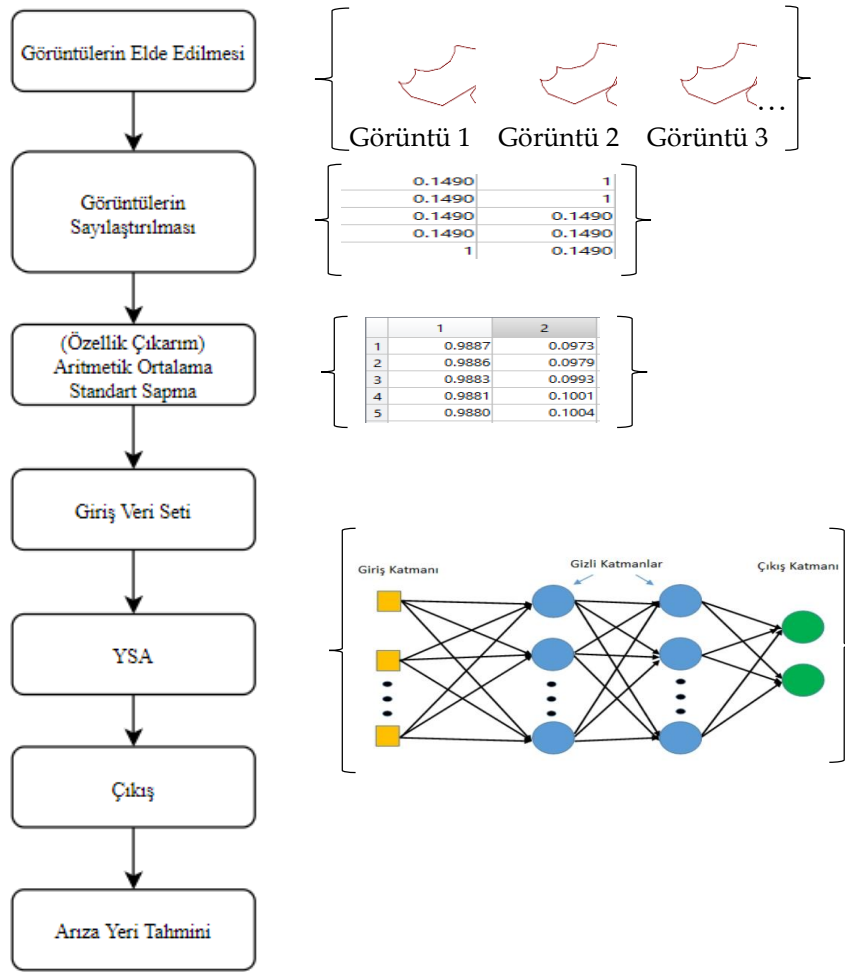 Görüntülerin Elde Edilmesi
Görüntü 1 Görüntü 2 Görüntü 3
...
Görüntülerin
Sayılaştırılması
0.1490 1
0.1490 1
0.1490 0.1490
0.1490 0.1490
1 0.1490
(Özellik Çıkarım)
Aritmetik Ortalama
Standart Sapma
1 2
1 0.9887 0.0973
2 0.9886 0.0979
3 0.9883 0.0993
4 0.9881 0.1001
5 0.9880 0.1004
Giriş Veri Seti
Giriş Katmanı
Gizli Katmanlar
Çıkış Katmanı
YSA
Çıkış
Arıza Yeri Tahmini